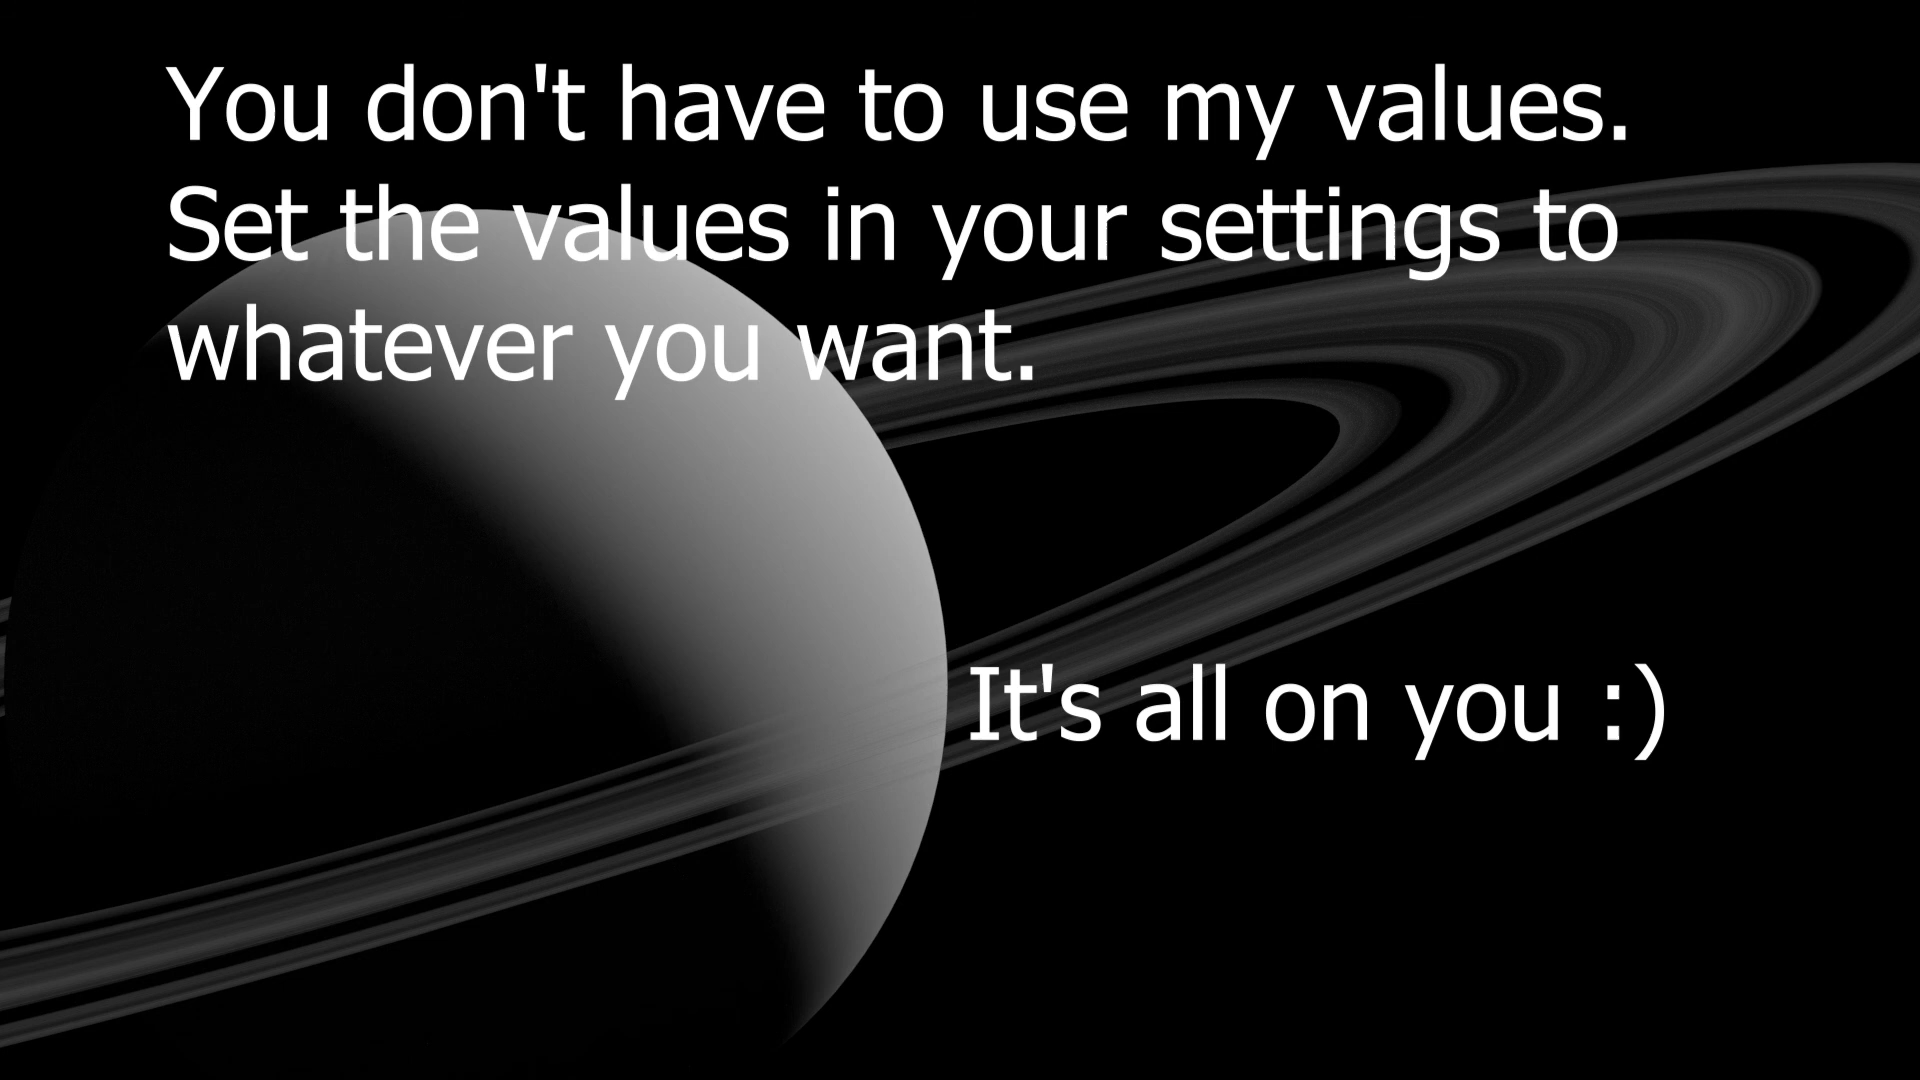 You don't have to use my values.
Set the values in your settings to
whatever you want.
It's all on you :)